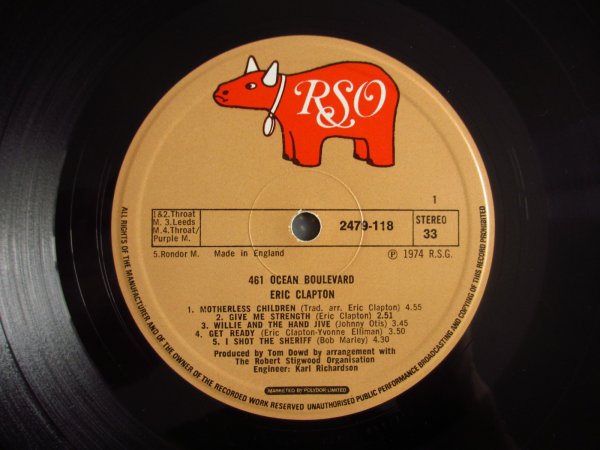 RSO
1
1&2.Throat
M. 3.Leeds
M.4.Throat/
Purple M.
2479-118
STEREO
33
5.Rondor M.
Made in England
Ⓟ 1974 R.S.G.
461 OCEAN BOULEVARD
ERIC CLAPTON
1. MOTHERLESS CHILDREN (Trad. arr. Eric Clapton) 4.55
2. GIVE ME STRENGTH (Eric Clapton) 2.51
3. WILLIE AND THE HAND JIVE (Johnny Otis) 3.45
4. GET READY (Eric Clapton-Yvonne Elliman) 3.50
5. I SHOT THE SHERIFF (Bob Marley) 4.30
Produced by Tom Dowd by arrangement with
The Robert Stigwood Organisation
Engineer: Karl Richardson
MARKETED BY POLYDOR LIMITED
ALL RIGHTS OF THE MANUFACTURER AND OF THE OWNER OF THE RECORDED WORK RESERVED UNAUTHORISED PUBLIC PERFORMANCE BROADCASTING AND COPYING OF THIS RECORD PROHIBITED